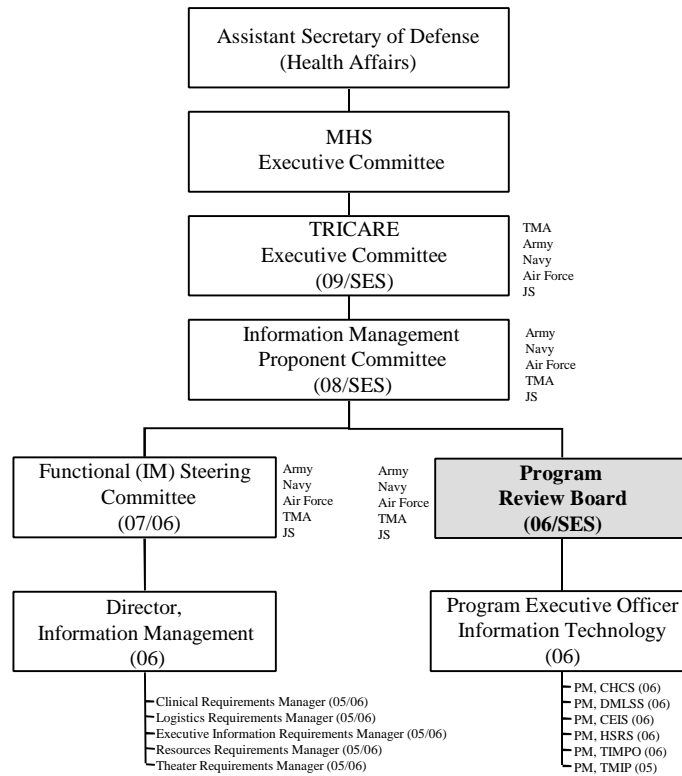 Assistant Secretary of Defense
(Health Affairs)
MHS
Executive Committee
TRICARE
Executive Committee
(09/SES)
TMA
Army
Navy
Air Force
JS
Information Management
Proponent Committee
(08/SES)
Army
Navy
Air Force
TMA
JS
Functional (IM) Steering
Committee
(07/06)
Army
Navy
Air Force
TMA
JS
Army
Navy
Air Force
TMA
JS
Program
Review Board
(06/SES)
Director,
Information Management
(06)
Clinical Requirements Manager (05/06)
Logistics Requirements Manager (05/06)
Executive Information Requirements Manager (05/06)
Resources Requirements Manager (05/06)
Theater Requirements Manager (05/06)
Program Executive Officer
Information Technology
(06)
PM, CHCS (06)
PM, DMLSS (06)
PM, CEIS (06)
PM, HSRS (06)
PM, TIMPO (06)
PM, TMIP (05)